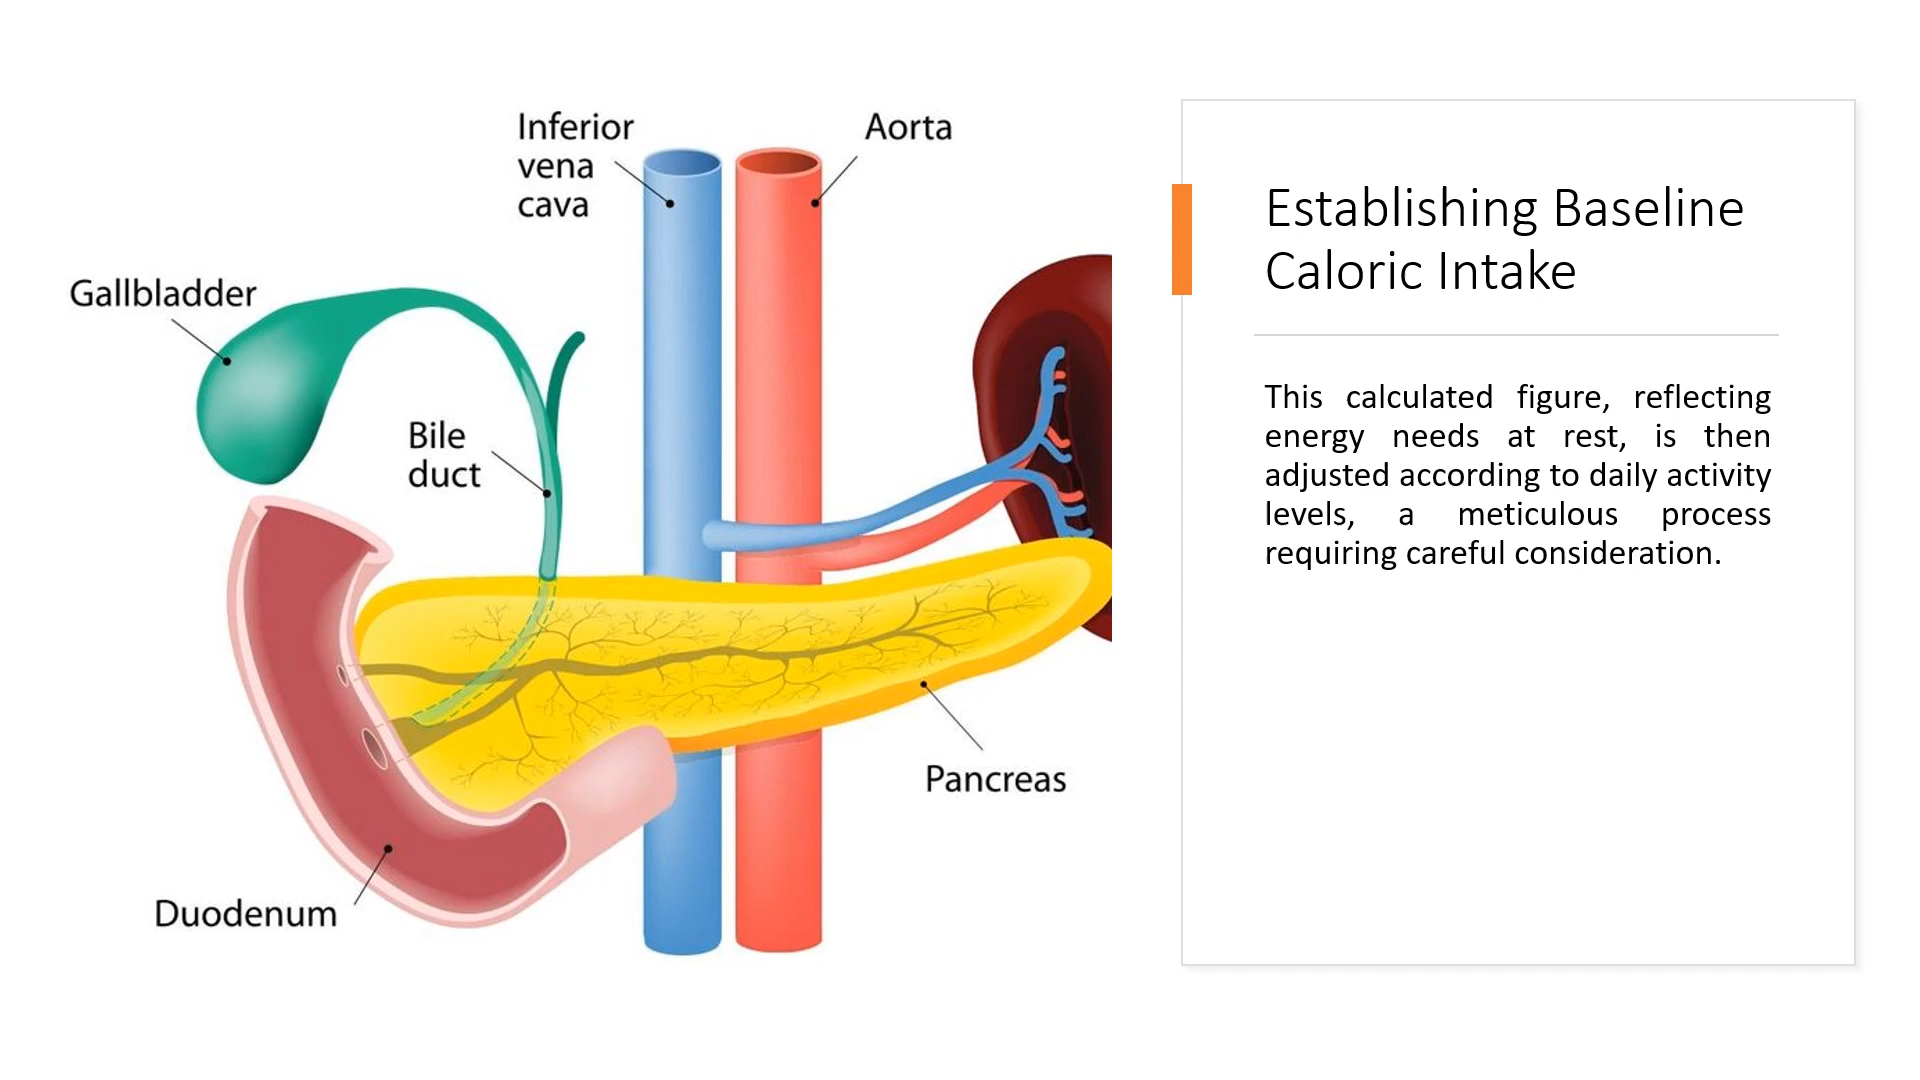 Inferior
vena
cava
Aorta
Gallbladder
Bile
duct
Pancreas
Duodenum
Establishing Baseline
Caloric Intake
This calculated figure, reflecting
energy needs at rest, is then
adjusted according to daily activity
levels, a meticulous process
requiring careful consideration.